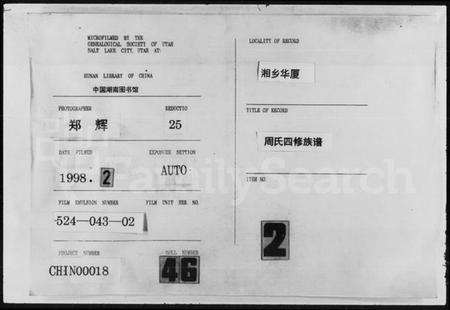 MICROFILMED BY THE
GENEALOGICAL SOCIETY OF UTAH
SALT LAKE CITY, UTAH AT:
HUNAN LIBRARY OF CHINA
中国湖南图书馆
PHOTOGRAPHER REDUCTIO
郑 辉 25
DATE FILMED EXPOSURE SETTION
1998. 2 AUTO
FILM EMULSION NUMBER FILM UNIT SER. NO.
524—043—02
PROJECT NUMBER ROLL NUMBER
CHIN00018 46
LOCALITY OF RECORD
湘乡华厦
TITLE OF RECORD
周氏四修族谱
ITEM NO.
2
FamilySearch